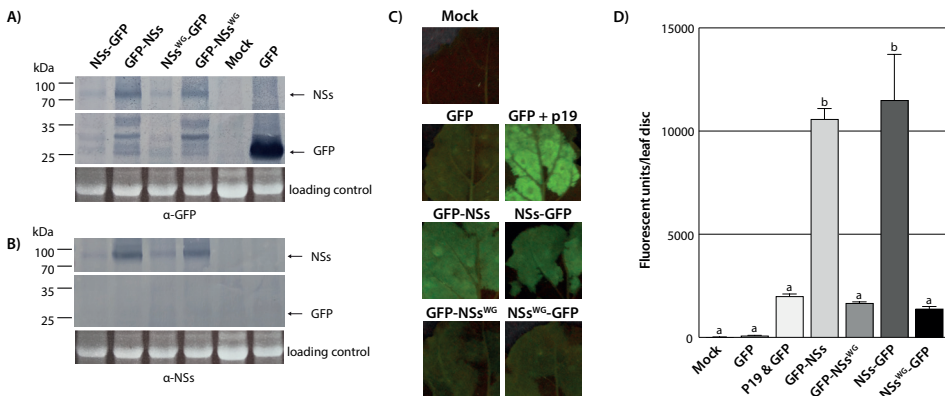 A)
NSs-GFP
GFP-NSs
NSsᵂᴳ-GFP
GFP-NSsᵂᴳ
Mock
GFP
kDa
100
70
NSs
35
25
GFP
loading control
α-GFP
B)
kDa
100
70
NSs
35
25
GFP
loading control
α-NSs
C)
Mock
GFP
GFP + p19
GFP-NSs
NSs-GFP
GFP-NSsᵂᴳ
NSsᵂᴳ-GFP
D)
Fluorescent units/leaf disc
15000
10000
5000
0
a
a
a
b
a
b
a
Mock
GFP
P19 & GFP
GFP-NSs
GFP-NSsᵂᴳ
NSs-GFP
NSsᵂᴳ-GFP